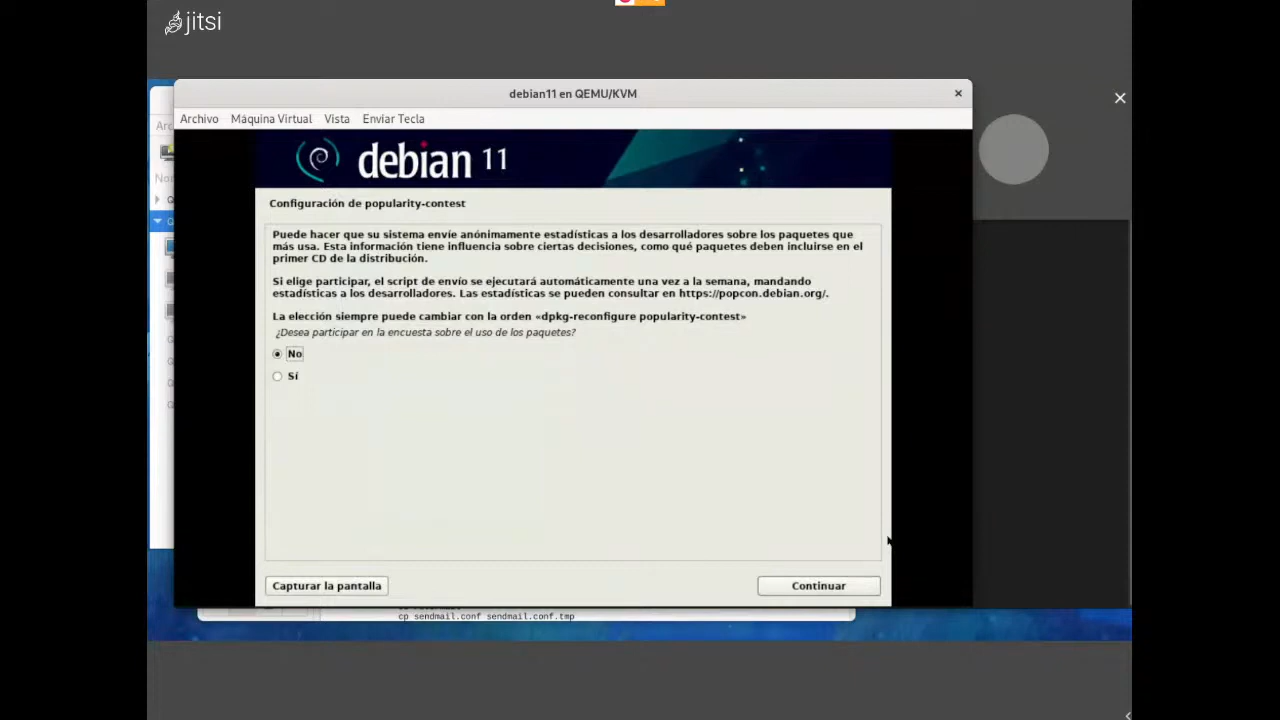 jitsi
debian11 en QEMU/KVM
Archivo Máquina Virtual Vista Enviar Tecla
debian 11
Configuración de popularity-contest
Puede hacer que su sistema envíe anónimamente estadísticas a los desarrolladores sobre los paquetes que
más usa. Esta información tiene influencia sobre ciertas decisiones, como qué paquetes deben incluirse en el
primer CD de la distribución.
Si elige participar, el script de envío se ejecutará automáticamente una vez a la semana, mandando
estadísticas a los desarrolladores. Las estadísticas se pueden consultar en https://popcon.debian.org/.
La elección siempre puede cambiar con la orden «dpkg-reconfigure popularity-contest»
¿Desea participar en la encuesta sobre el uso de los paquetes?
No
Sí
Capturar la pantalla Continuar
cp sendmail.conf sendmail.conf.tmp